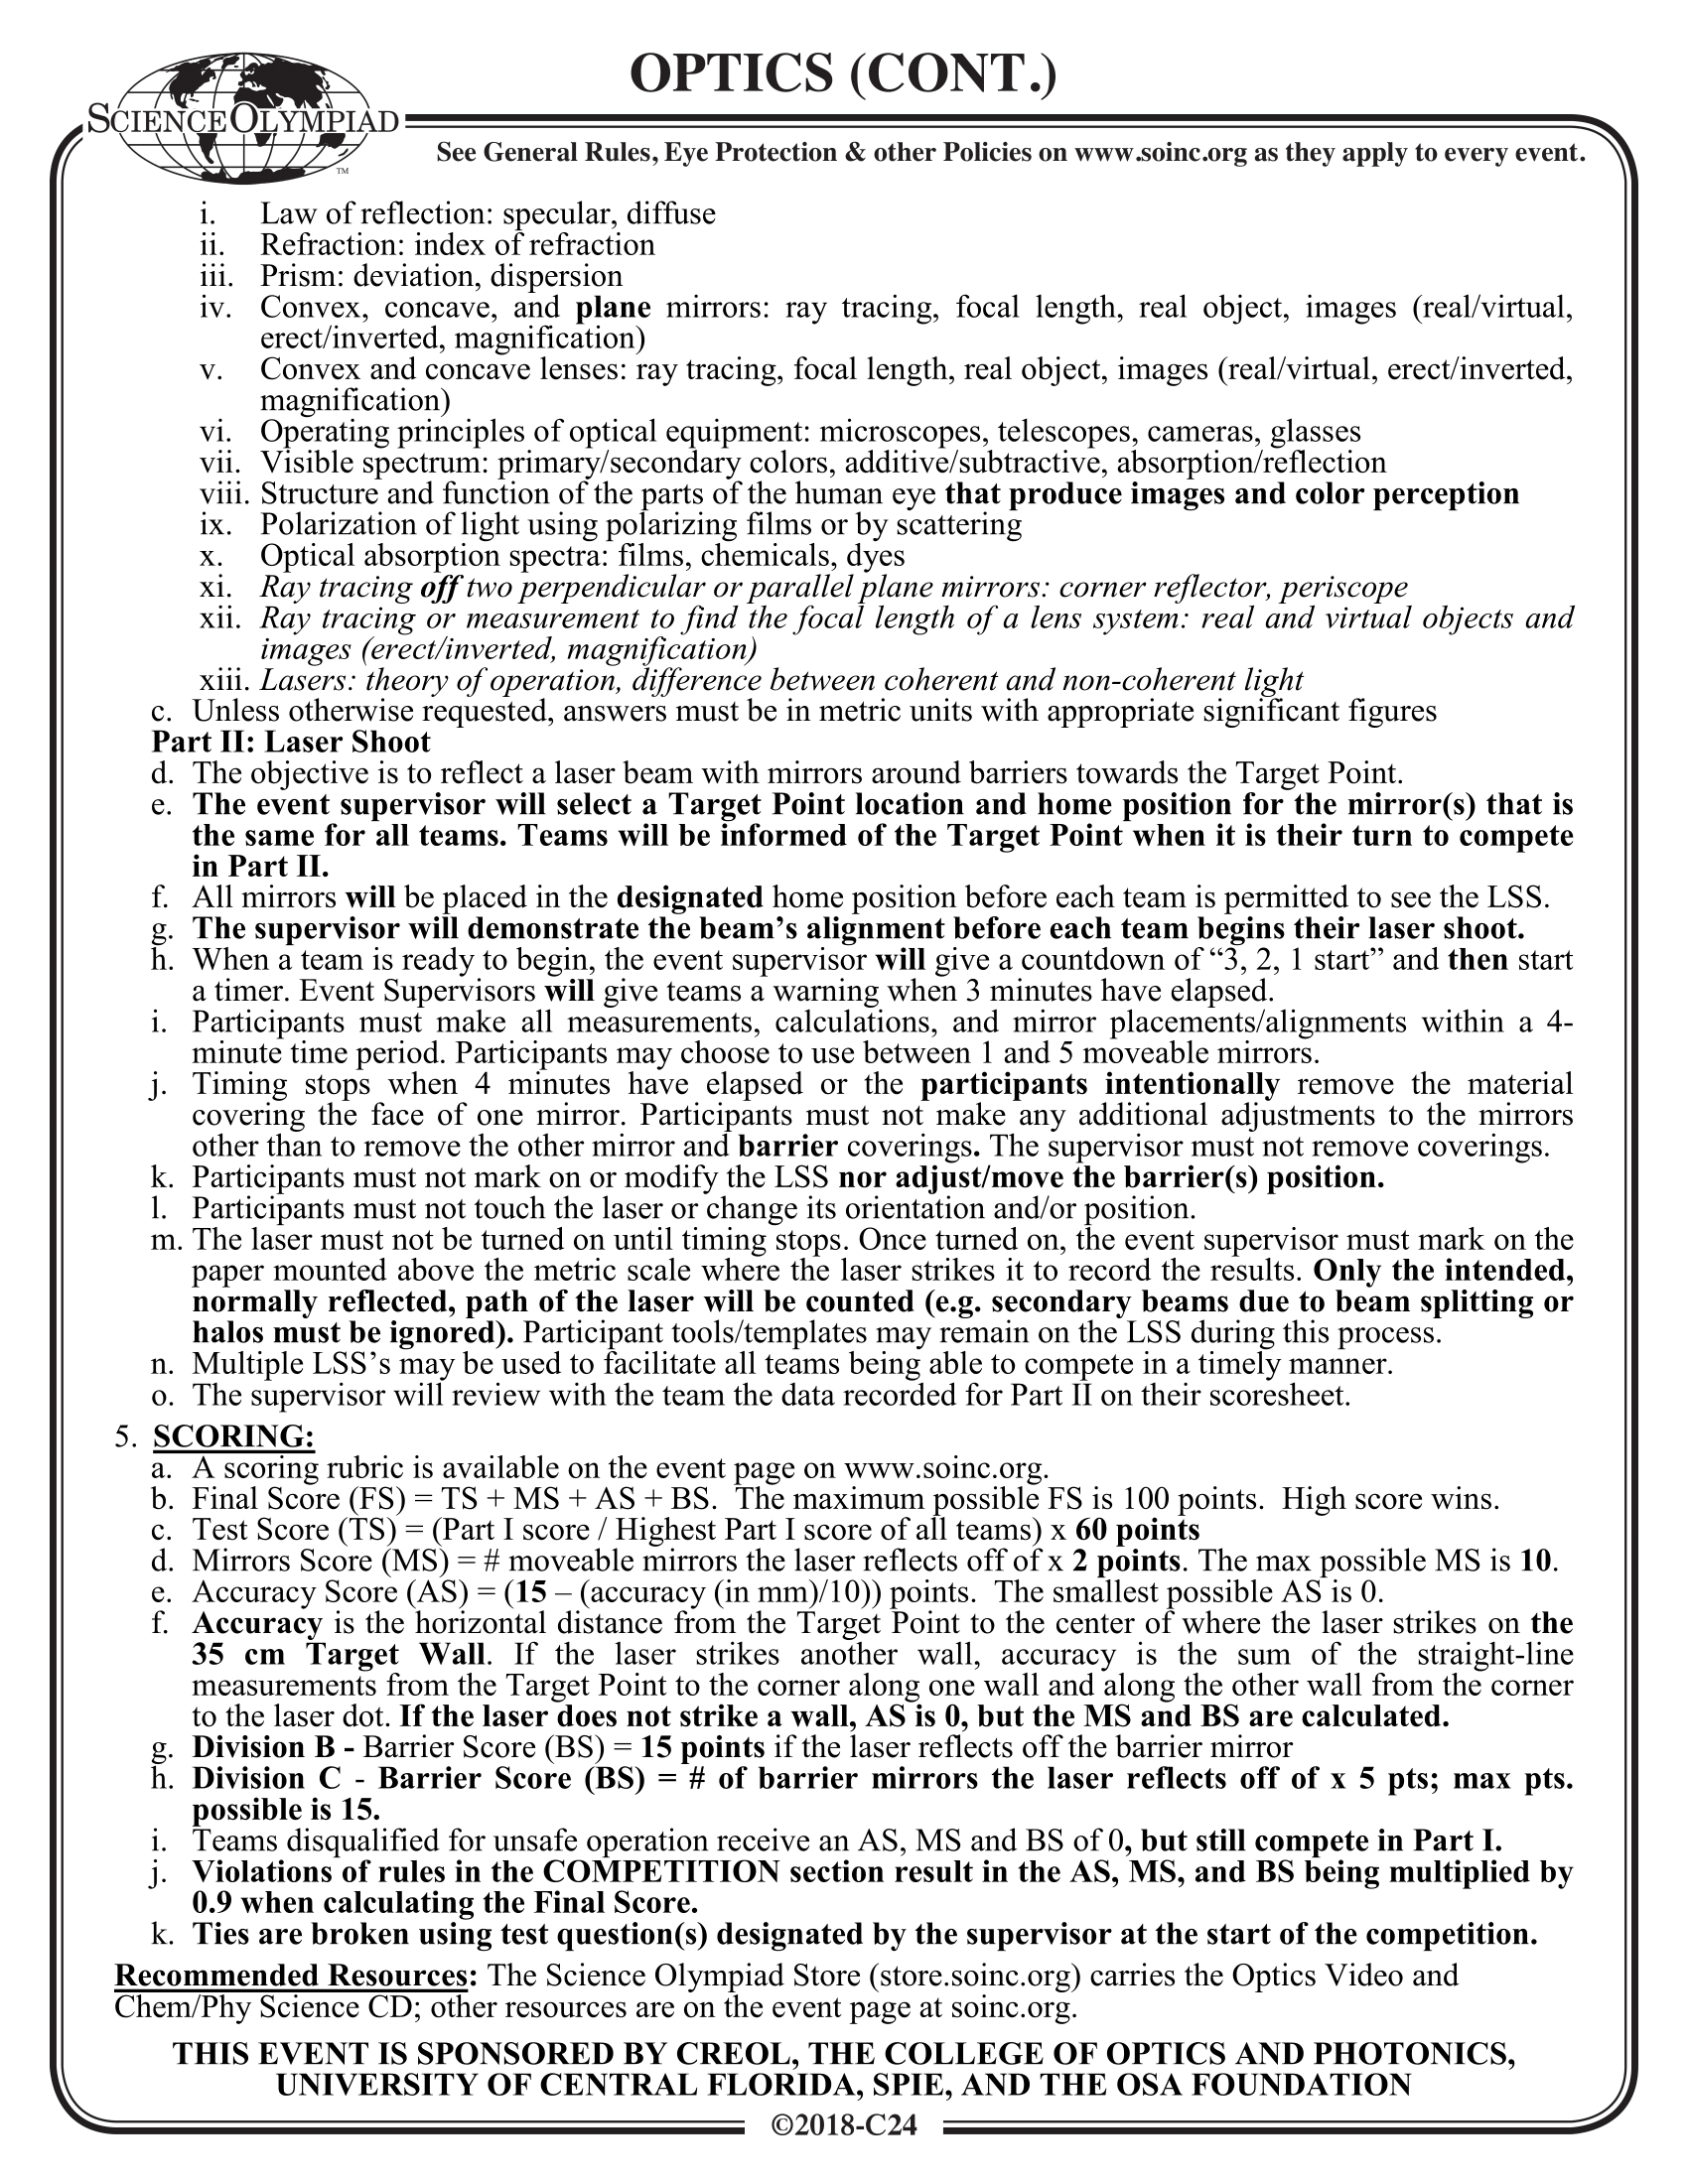 OPTICS (CONT.)
SCIENCE OLYMPIAD
TM
See General Rules, Eye Protection & other Policies on www.soinc.org as they apply to every event.
i. Law of reflection: specular, diffuse
ii. Refraction: index of refraction
iii. Prism: deviation, dispersion
iv. Convex, concave, and plane mirrors: ray tracing, focal length, real object, images (real/virtual,
erect/inverted, magnification)
v. Convex and concave lenses: ray tracing, focal length, real object, images (real/virtual, erect/inverted,
magnification)
vi. Operating principles of optical equipment: microscopes, telescopes, cameras, glasses
vii. Visible spectrum: primary/secondary colors, additive/subtractive, absorption/reflection
viii. Structure and function of the parts of the human eye that produce images and color perception
ix. Polarization of light using polarizing films or by scattering
x. Optical absorption spectra: films, chemicals, dyes
xi. Ray tracing off two perpendicular or parallel plane mirrors: corner reflector, periscope
xii. Ray tracing or measurement to find the focal length of a lens system: real and virtual objects and
images (erect/inverted, magnification)
xiii. Lasers: theory of operation, difference between coherent and non-coherent light
c. Unless otherwise requested, answers must be in metric units with appropriate significant figures
Part II: Laser Shoot
d. The objective is to reflect a laser beam with mirrors around barriers towards the Target Point.
e. The event supervisor will select a Target Point location and home position for the mirror(s) that is
the same for all teams. Teams will be informed of the Target Point when it is their turn to compete
in Part II.
f. All mirrors will be placed in the designated home position before each team is permitted to see the LSS.
g. The supervisor will demonstrate the beam's alignment before each team begins their laser shoot.
h. When a team is ready to begin, the event supervisor will give a countdown of “3, 2, 1 start” and then start
a timer. Event Supervisors will give teams a warning when 3 minutes have elapsed.
i. Participants must make all measurements, calculations, and mirror placements/alignments within a 4-
minute time period. Participants may choose to use between 1 and 5 moveable mirrors.
j. Timing stops when 4 minutes have elapsed or the participants intentionally remove the material
covering the face of one mirror. Participants must not make any additional adjustments to the mirrors
other than to remove the other mirror and barrier coverings. The supervisor must not remove coverings.
k. Participants must not mark on or modify the LSS nor adjust/move the barrier(s) position.
l. Participants must not touch the laser or change its orientation and/or position.
m. The laser must not be turned on until timing stops. Once turned on, the event supervisor must mark on the
paper mounted above the metric scale where the laser strikes it to record the results. Only the intended,
normally reflected, path of the laser will be counted (e.g. secondary beams due to beam splitting or
halos must be ignored). Participant tools/templates may remain on the LSS during this process.
n. Multiple LSS's may be used to facilitate all teams being able to compete in a timely manner.
o. The supervisor will review with the team the data recorded for Part II on their scoresheet.
5. SCORING:
a. A scoring rubric is available on the event page on www.soinc.org.
b. Final Score (FS) = TS + MS + AS + BS. The maximum possible FS is 100 points. High score wins.
c. Test Score (TS) = (Part I score / Highest Part I score of all teams) x 60 points
d. Mirrors Score (MS) = # moveable mirrors the laser reflects off of x 2 points. The max possible MS is 10.
e. Accuracy Score (AS) = (15 – (accuracy (in mm)/10)) points. The smallest possible AS is 0.
f. Accuracy is the horizontal distance from the Target Point to the center of where the laser strikes on the
35 cm Target Wall. If the laser strikes another wall, accuracy is the sum of the straight-line
measurements from the Target Point to the corner along one wall and along the other wall from the corner
to the laser dot. If the laser does not strike a wall, AS is 0, but the MS and BS are calculated.
g. Division B - Barrier Score (BS) = 15 points if the laser reflects off the barrier mirror
h. Division C - Barrier Score (BS) = # of barrier mirrors the laser reflects off of x 5 pts; max pts.
possible is 15.
i. Teams disqualified for unsafe operation receive an AS, MS and BS of 0, but still compete in Part I.
j. Violations of rules in the COMPETITION section result in the AS, MS, and BS being multiplied by
0.9 when calculating the Final Score.
k. Ties are broken using test question(s) designated by the supervisor at the start of the competition.
Recommended Resources: The Science Olympiad Store (store.soinc.org) carries the Optics Video and
Chem/Phy Science CD; other resources are on the event page at soinc.org.
THIS EVENT IS SPONSORED BY CREOL, THE COLLEGE OF OPTICS AND PHOTONICS,
UNIVERSITY OF CENTRAL FLORIDA, SPIE, AND THE OSA FOUNDATION
©2018-C24